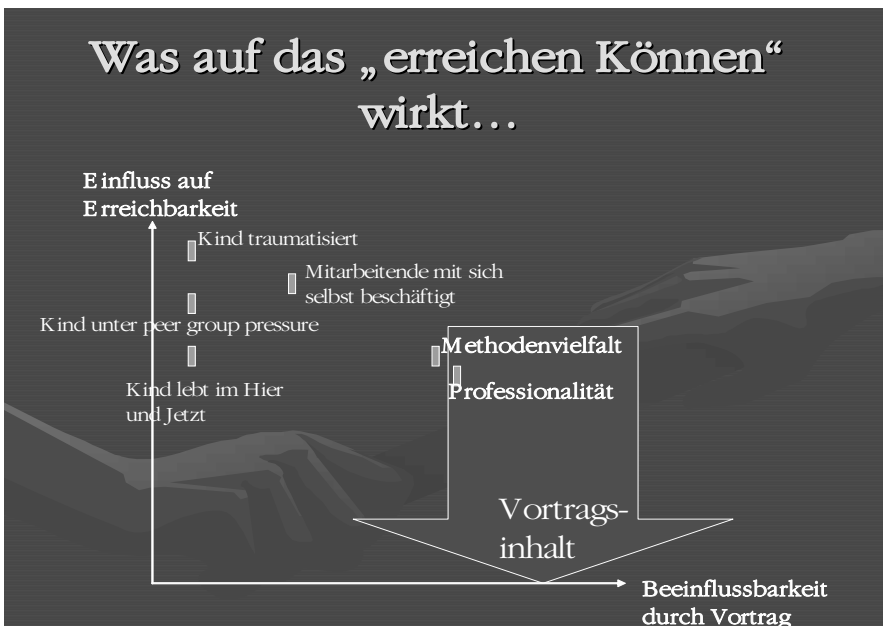 Was auf das „erreichen Können“
wirkt…
Einfluss auf
Erreichbarkeit
Kind traumatisiert
Mitarbeitende mit sich
selbst beschäftigt
Kind unter peer group pressure
Methodenvielfalt
Kind lebt im Hier
und Jetzt
Professionalität
Vortrags-
inhalt
Beeinflussbarkeit
durch Vortrag